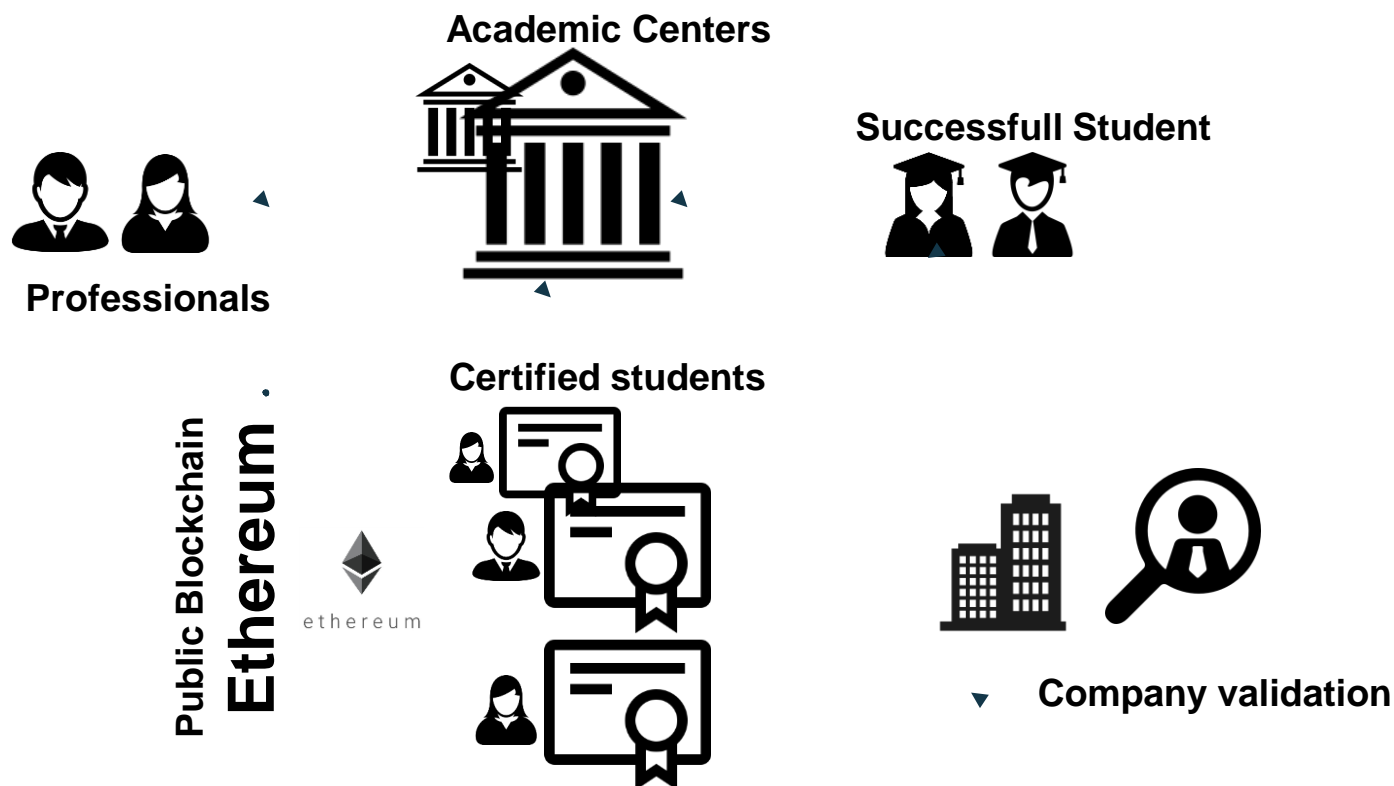 Academic Centers
Successfull Student
Professionals
Certified students
Public Blockchain
Ethereum
ethereum
Company validation